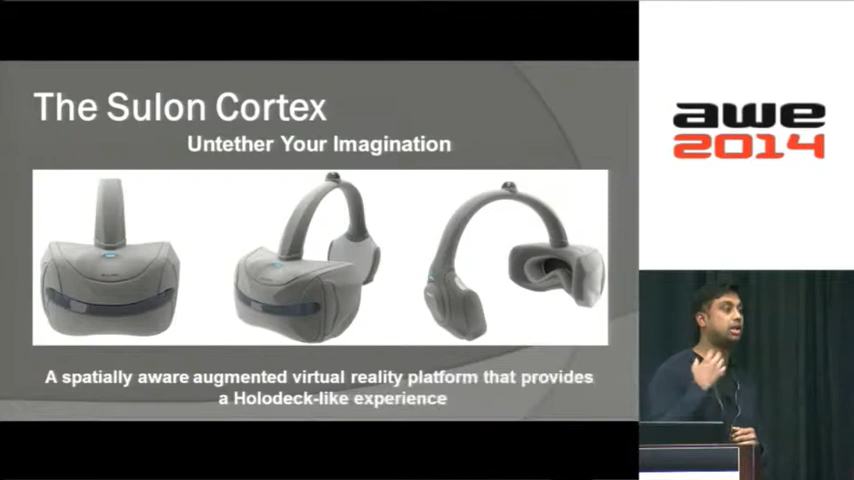 The Sulon Cortex
Untether Your Imagination
A spatially aware augmented virtual reality platform that provides
a Holodeck-like experience
awe
2014